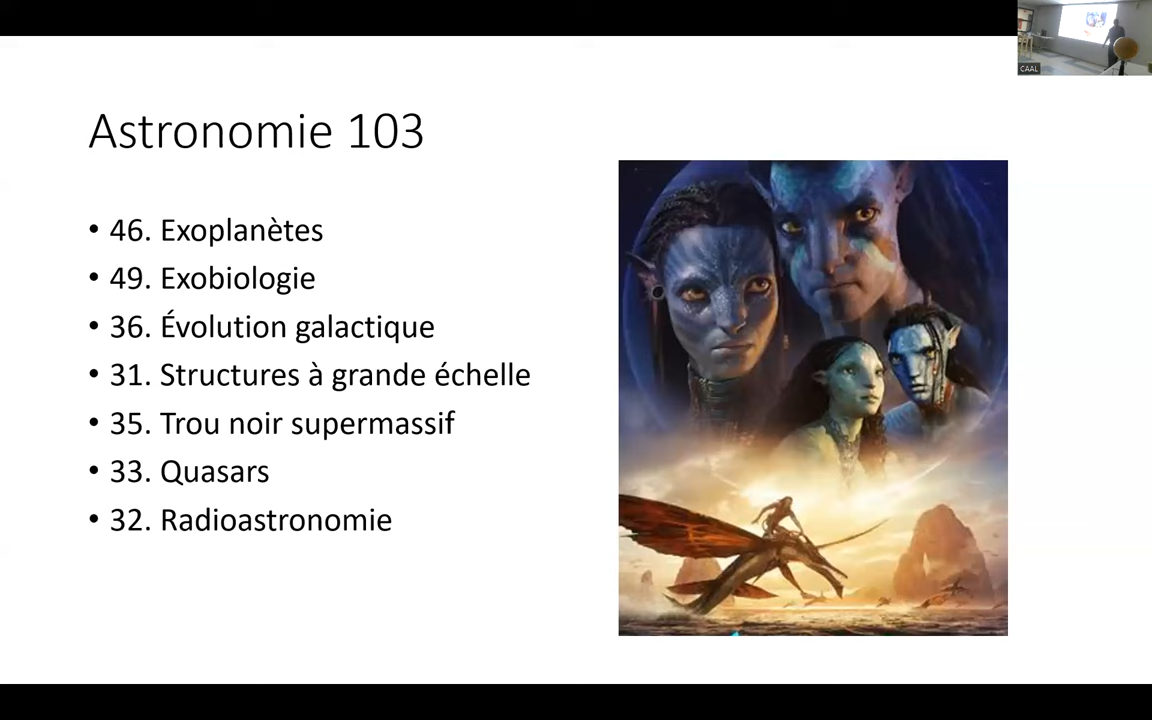 CAAL
Astronomie 103
• 46. Exoplanètes
• 49. Exobiologie
• 36. Évolution galactique
• 31. Structures à grande échelle
• 35. Trou noir supermassif
• 33. Quasars
• 32. Radioastronomie